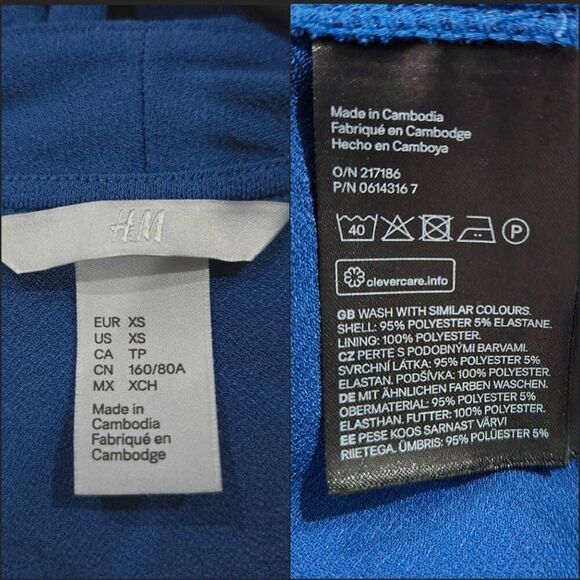 H&M
EUR XS
US XS
CA TP
CN 160/80A
MX XCH
Made in
Cambodia
Fabriqué en
Cambodge
Made in Cambodia
Fabriqué en Cambodge
Hecho en Camboya
O/N 217186
P/N 0614316 7
40
P
clevercare.info
GB WASH WITH SIMILAR COLOURS.
SHELL: 95% POLYESTER 5% ELASTANE.
LINING: 100% POLYESTER
CZ PERTE S PODOBNÝMI BARVAMI.
SVRCHNÍ LÁTKA: 95% POLYESTER 5%
ELASTAN. PODŠÍVKA: 100% POLYESTER
DE MIT ÄHNLICHEN FARBEN WASCHEN.
OBERMATERIAL: 95% POLYESTER 5%
ELASTHAN. FUTTER: 100% POLYESTER
EE PESE KOOS SARNAST VÄRVI
RIIETEGA. ÜMBRIS: 95% POLÜESTER 5%